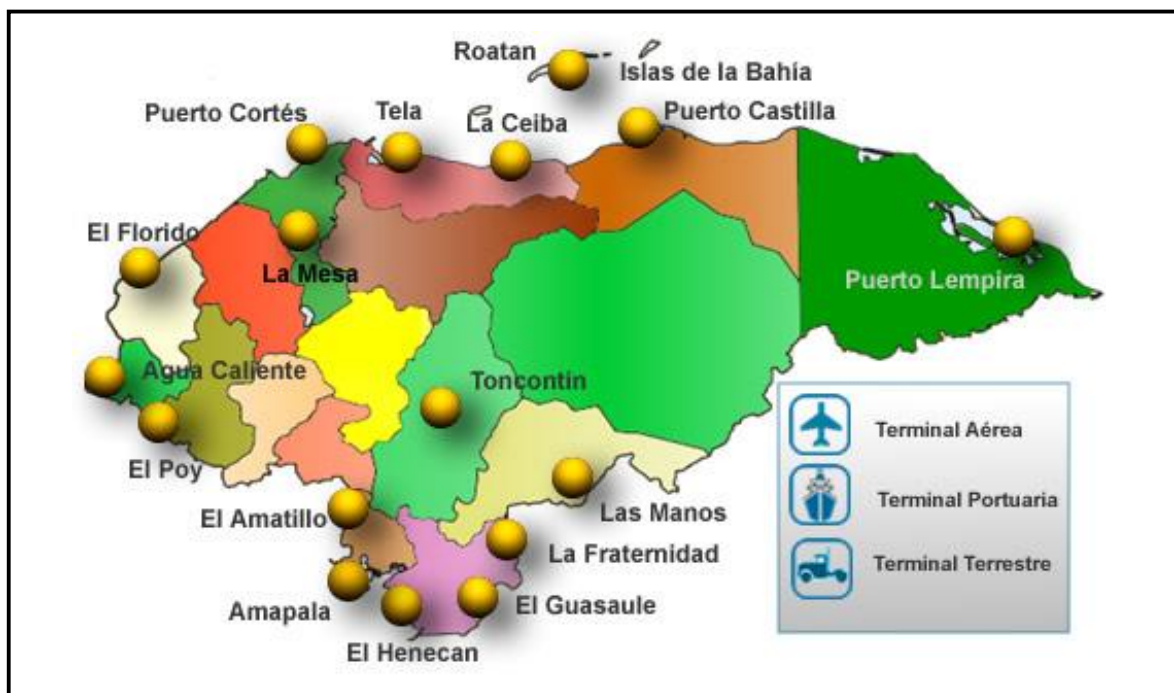 Roatan
Islas de la Bahía
Puerto Cortés
Tela
La Ceiba
Puerto Castilla
El Florido
La Mesa
Puerto Lempira
Agua Caliente
Toncontin
El Poy
El Amatillo
Las Manos
La Fraternidad
Amapala
El Guasaule
El Henecan
Terminal Aérea
Terminal Portuaria
Terminal Terrestre